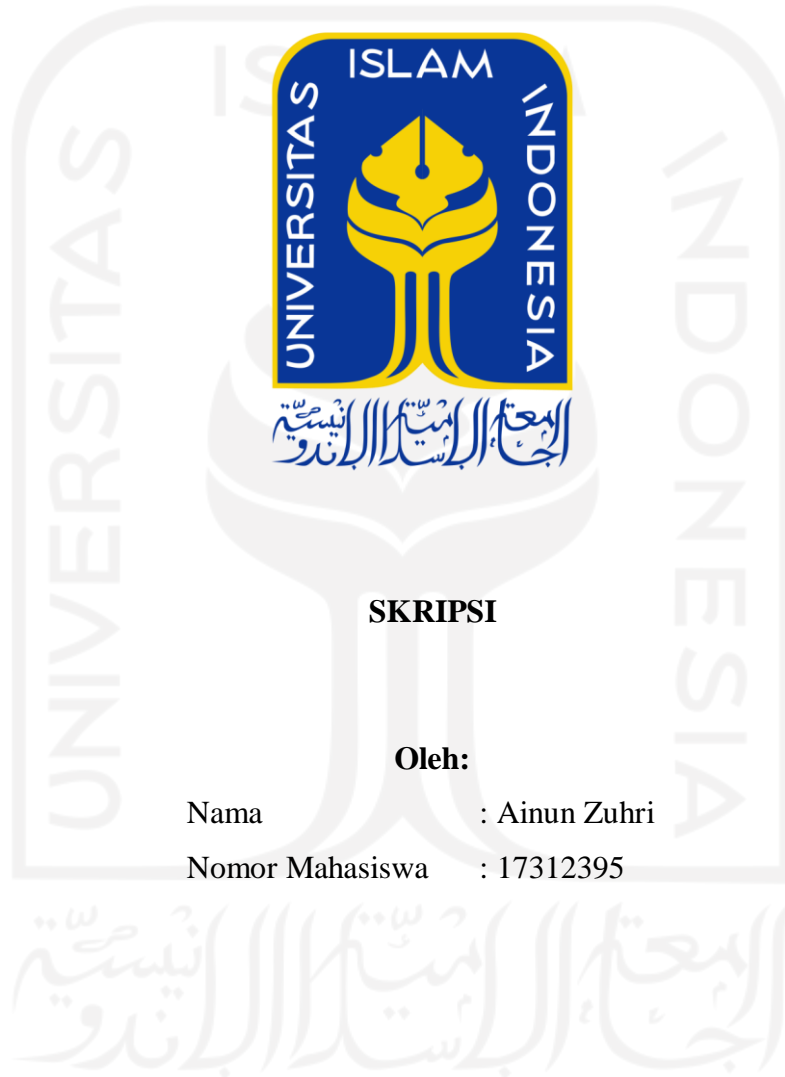 ISLAM
UNIVERSITAS
INDONESIA
الجامعة الإسلامية الإندونيسية
SKRIPSI
Oleh:
Nama : Ainun Zuhri
Nomor Mahasiswa : 17312395